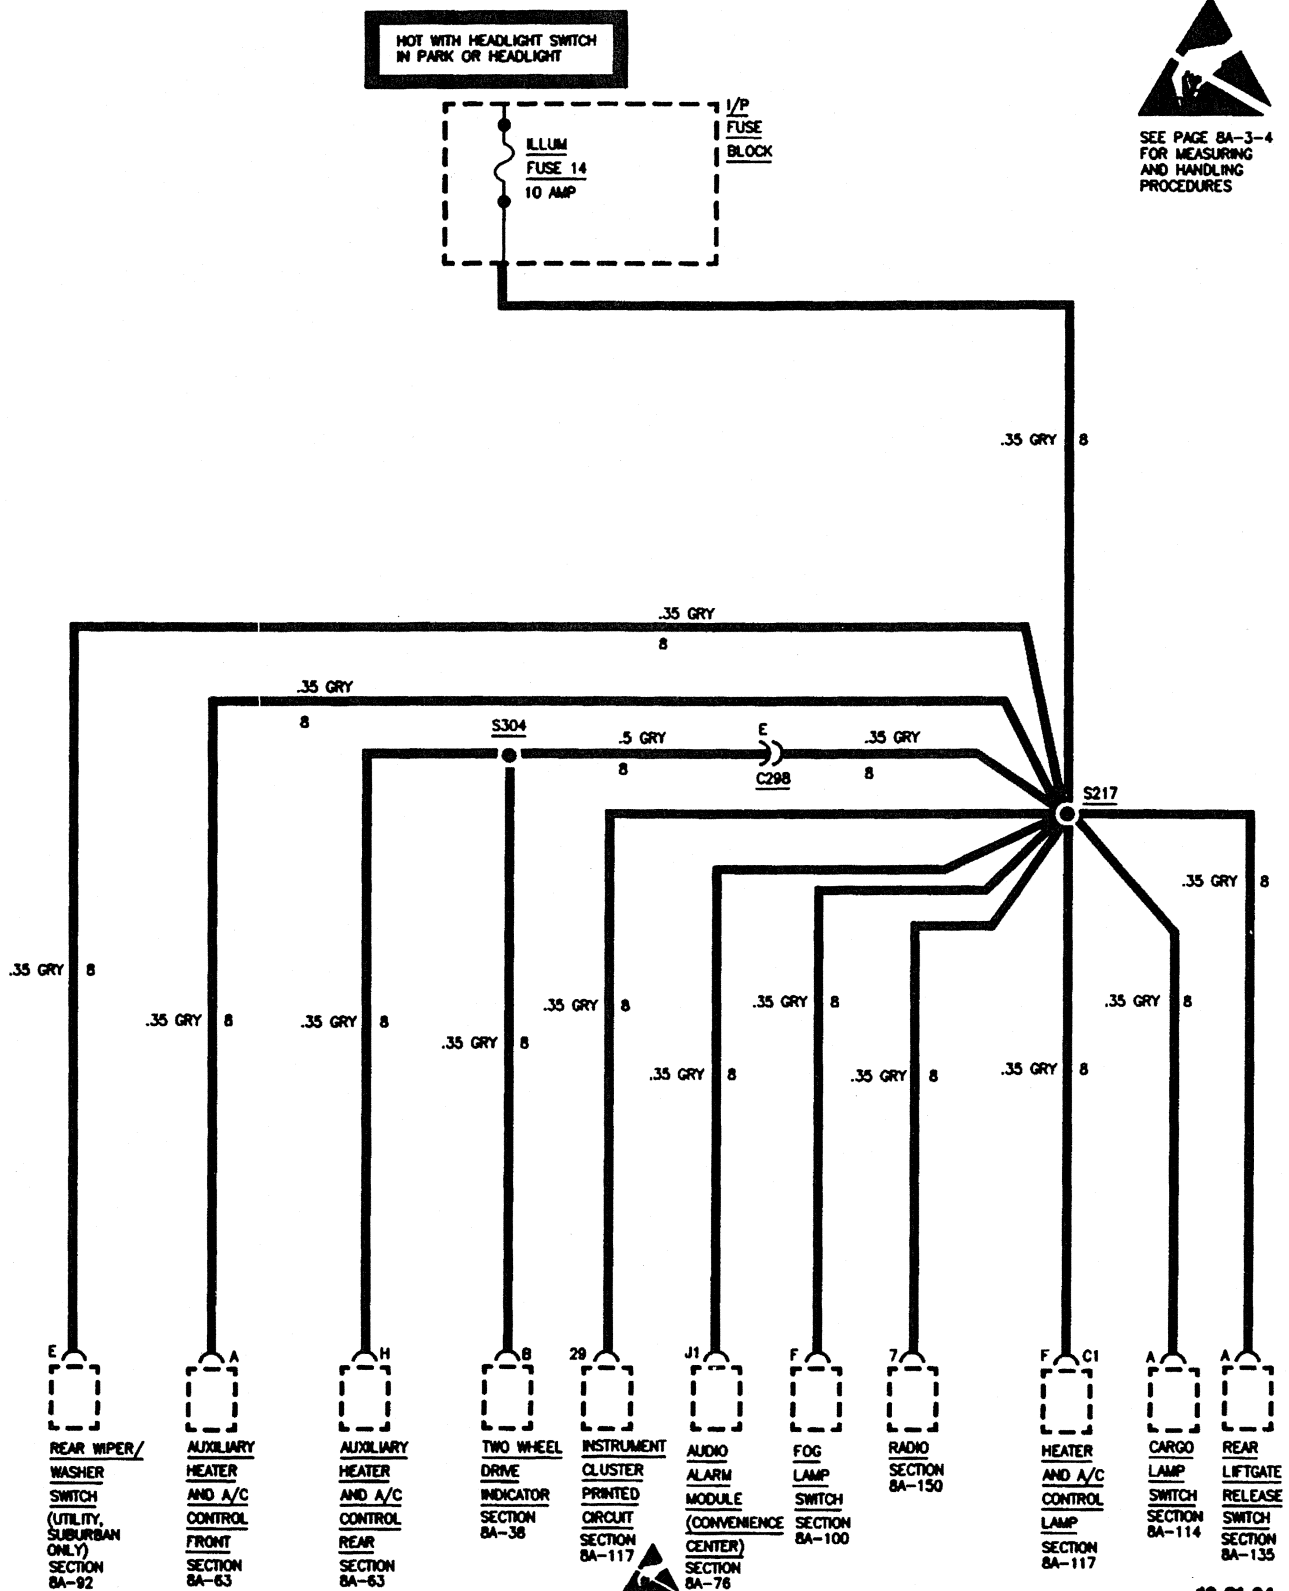 HOT WITH HEADLIGHT SWITCH
IN PARK OR HEADLIGHT
I/P
FUSE
BLOCK
ILLUM
FUSE 14
10 AMP
SEE PAGE 8A-3-4
FOR MEASURING
AND HANDLING
PROCEDURES
.35 GRY 8
.35 GRY
8
.35 GRY
8
S304
.5 GRY
8
E
C298
.35 GRY
8
S217
.35 GRY 8
.35 GRY 8
.35 GRY 8
.35 GRY 8
.35 GRY 8
.35 GRY 8
.35 GRY 8
.35 GRY 8
.35 GRY 8
.35 GRY 8
.35 GRY 8
E
A
H
B
29
J1
F
7
F C1
A
A
REAR WIPER/
WASHER
SWITCH
(UTILITY,
SUBURBAN
ONLY)
SECTION
8A-92
AUXILIARY
HEATER
AND A/C
CONTROL
FRONT
SECTION
8A-63
AUXILIARY
HEATER
AND A/C
CONTROL
REAR
SECTION
8A-63
TWO WHEEL
DRIVE
INDICATOR
SECTION
8A-38
INSTRUMENT
CLUSTER
PRINTED
CIRCUIT
SECTION
8A-117
AUDIO
ALARM
MODULE
(CONVENIENCE
CENTER)
SECTION
8A-76
FOG
LAMP
SWITCH
SECTION
8A-100
RADIO
SECTION
8A-150
HEATER
AND A/C
CONTROL
LAMP
SECTION
8A-117
CARGO
LAMP
SWITCH
SECTION
8A-114
REAR
LIFTGATE
RELEASE
SWITCH
SECTION
8A-135